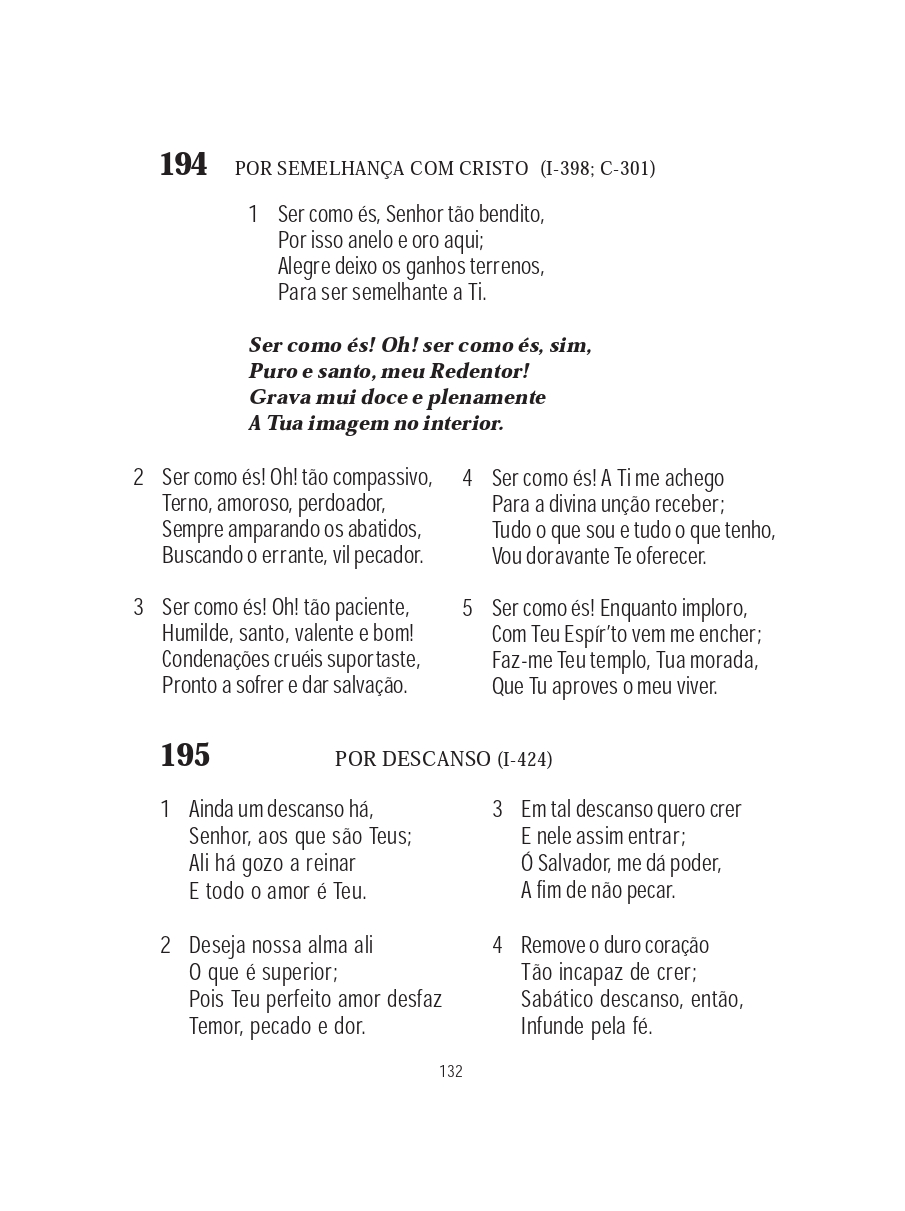 194 POR SEMELHANÇA COM CRISTO (I-398; C-301)
1 Ser como és, Senhor tão bendito,
Por isso anelo e oro aqui;
Alegre deixo os ganhos terrenos,
Para ser semelhante a Ti.
Ser como és! Oh! ser como és, sim,
Puro e santo, meu Redentor!
Grava mui doce e plenamente
A Tua imagem no interior.
2 Ser como és! Oh! tão compassivo,
Terno, amoroso, perdoador,
Sempre amparando os abatidos,
Buscando o errante, vil pecador.
3 Ser como és! Oh! tão paciente,
Humilde, santo, valente e bom!
Condenações cruéis suportaste,
Pronto a sofrer e dar salvação.
4 Ser como és! A Ti me achego
Para a divina unção receber;
Tudo o que sou e tudo o que tenho,
Vou doravante Te oferecer.
5 Ser como és! Enquanto imploro,
Com Teu Espír’to vem me encher;
Faz-me Teu templo, Tua morada,
Que Tu aproves o meu viver.
195 POR DESCANSO (I-424)
1 Ainda um descanso há,
Senhor, aos que são Teus;
Ali há gozo a reinar
E todo o amor é Teu.
2 Deseja nossa alma ali
O que é superior;
Pois Teu perfeito amor desfaz
Temor, pecado e dor.
3 Em tal descanso quero crer
E nele assim entrar;
Ó Salvador, me dá poder,
A fim de não pecar.
4 Remove o duro coração
Tão incapaz de crer;
Sabático descanso, então,
Infunde pela fé.
132